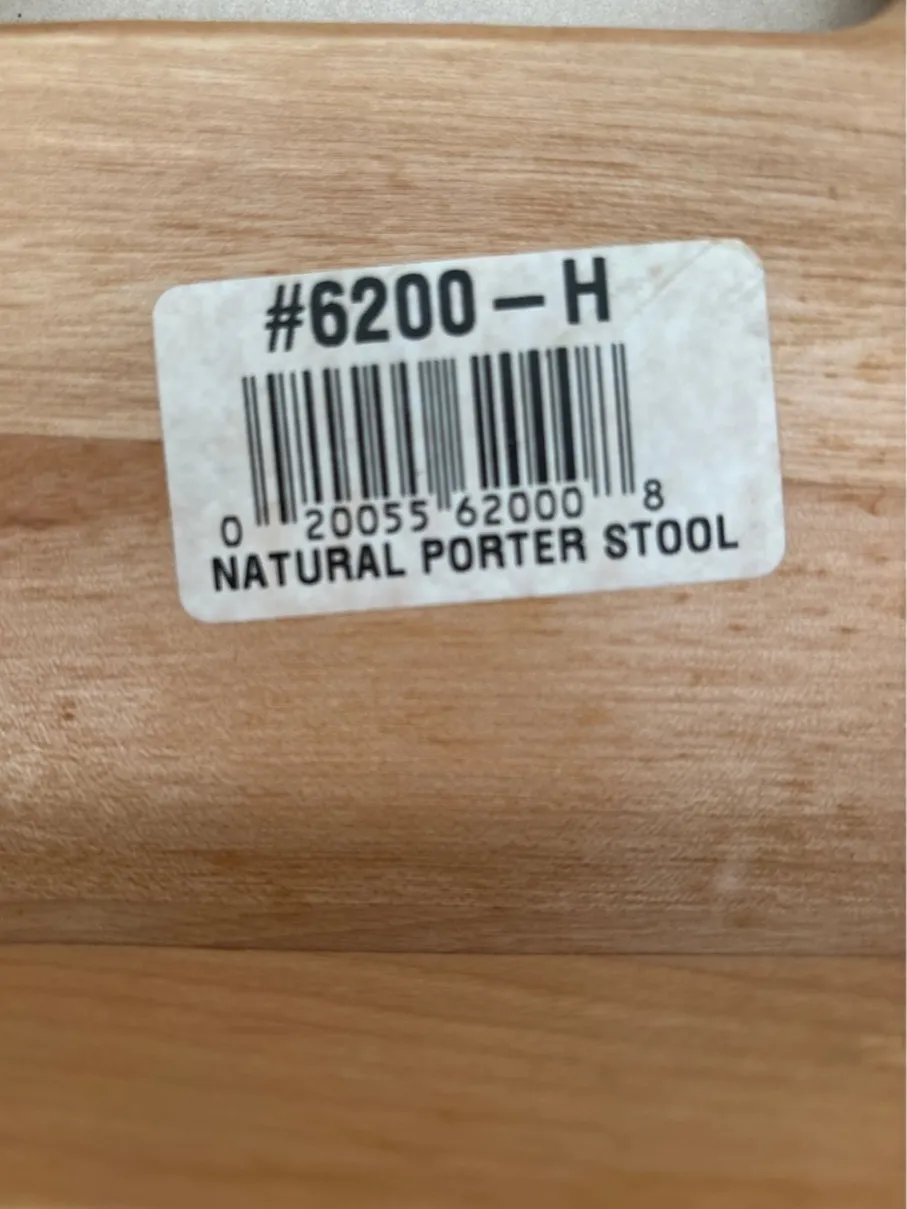 #6200-H
0 20055 62000 8
NATURAL PORTER STOOL